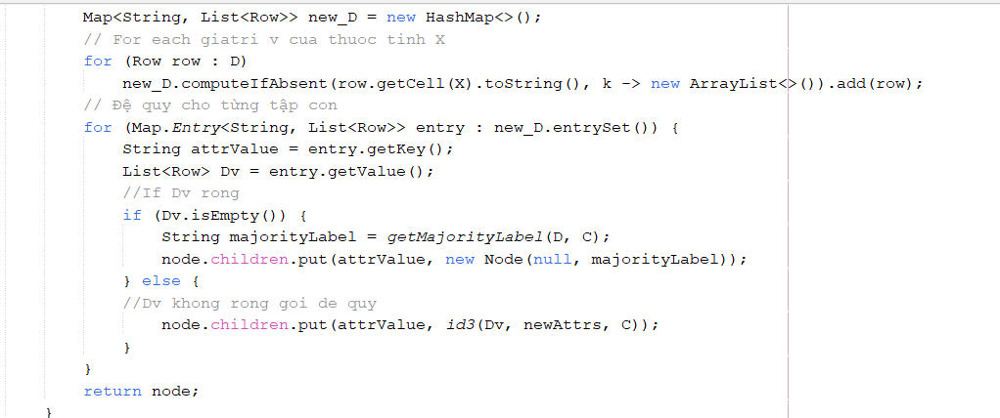 Map<String, List<Row>> new_D = new HashMap<>();
// For each giatri v cua thuoc tinh X
for (Row row : D)
new_D.computeIfAbsent(row.getCell(X).toString(), k -> new ArrayList<>()).add(row);
// Đệ quy cho từng tập con
for (Map.Entry<String, List<Row>> entry : new_D.entrySet()) {
String attrValue = entry.getKey();
List<Row> Dv = entry.getValue();
//If Dv rong
if (Dv.isEmpty()) {
String majorityLabel = getMajorityLabel(D, C);
node.children.put(attrValue, new Node(null, majorityLabel));
} else {
//Dv khong rong goi de quy
node.children.put(attrValue, id3(Dv, newAttrs, C));
}
}
return node;
}